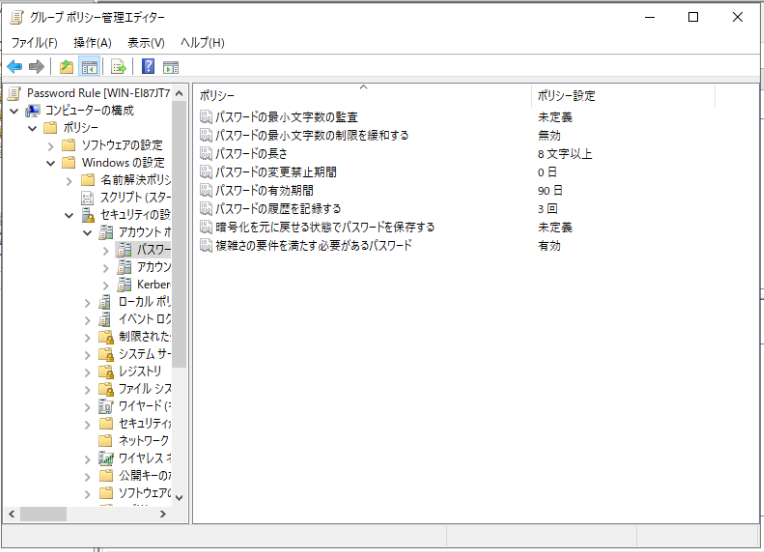 グループ ポリシー管理エディター
ファイル(F) 操作(A) 表示(V) ヘルプ(H)
Password Rule [WIN-EI87JT7
コンピューターの構成
ポリシー
ソフトウェアの設定
Windows の設定
名前解決ポリシ
スクリプト (スター
セキュリティの設
アカウント ポ
パスワー
アカウン
Kerber
ローカル ポリ
イベント ログ
制限された
システム サー
レジストリ
ファイル シス
ワイヤード (
セキュリティ
ネットワーク
ワイヤレス ネ
公開キーの
ソフトウェアの
ポリシー ポリシー設定
パスワードの最小文字数の監査 未定義
パスワードの最小文字数の制限を緩和する 無効
パスワードの長さ 8 文字以上
パスワードの変更禁止期間 0 日
パスワードの有効期間 90 日
パスワードの履歴を記録する 3 回
暗号化を元に戻せる状態でパスワードを保存する 未定義
複雑さの要件を満たす必要があるパスワード 有効